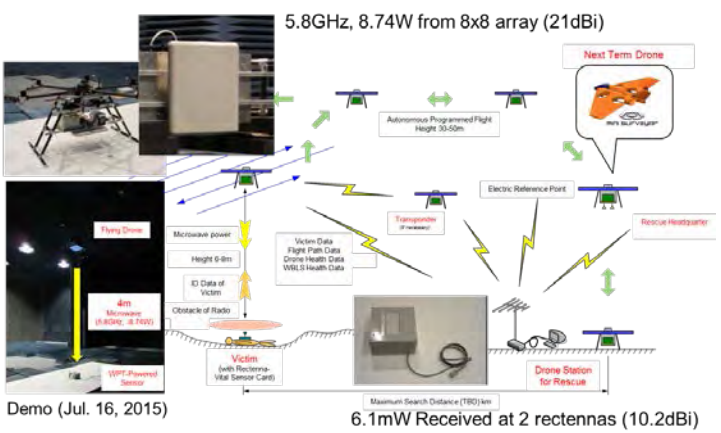 5.8GHz, 8.74W from 8x8 array (21dBi)
Next Term Drone
MINI SURVEYOR
Autonomous Programmed Flight
Height 30-50m
Electric Reference Point
Transponder
(if necessary)
Rescue Headquarter
Flying Drone
Microwave power
Height 6-8m
ID Data of
Victim
Obstacle of Radio
Victim Data
Flight Path Data
Drone Health Data
WBLS Health Data
4m
Microwave
(5.8GHz, 8.74W)
WPT-Powered
Sensor
Victim
(with Rectenna-
Vital Sensor Card)
Drone Station
for Rescue
Maximum Search Distance (TBD) km
Demo (Jul. 16, 2015)
6.1mW Received at 2 rectennas (10.2dBi)